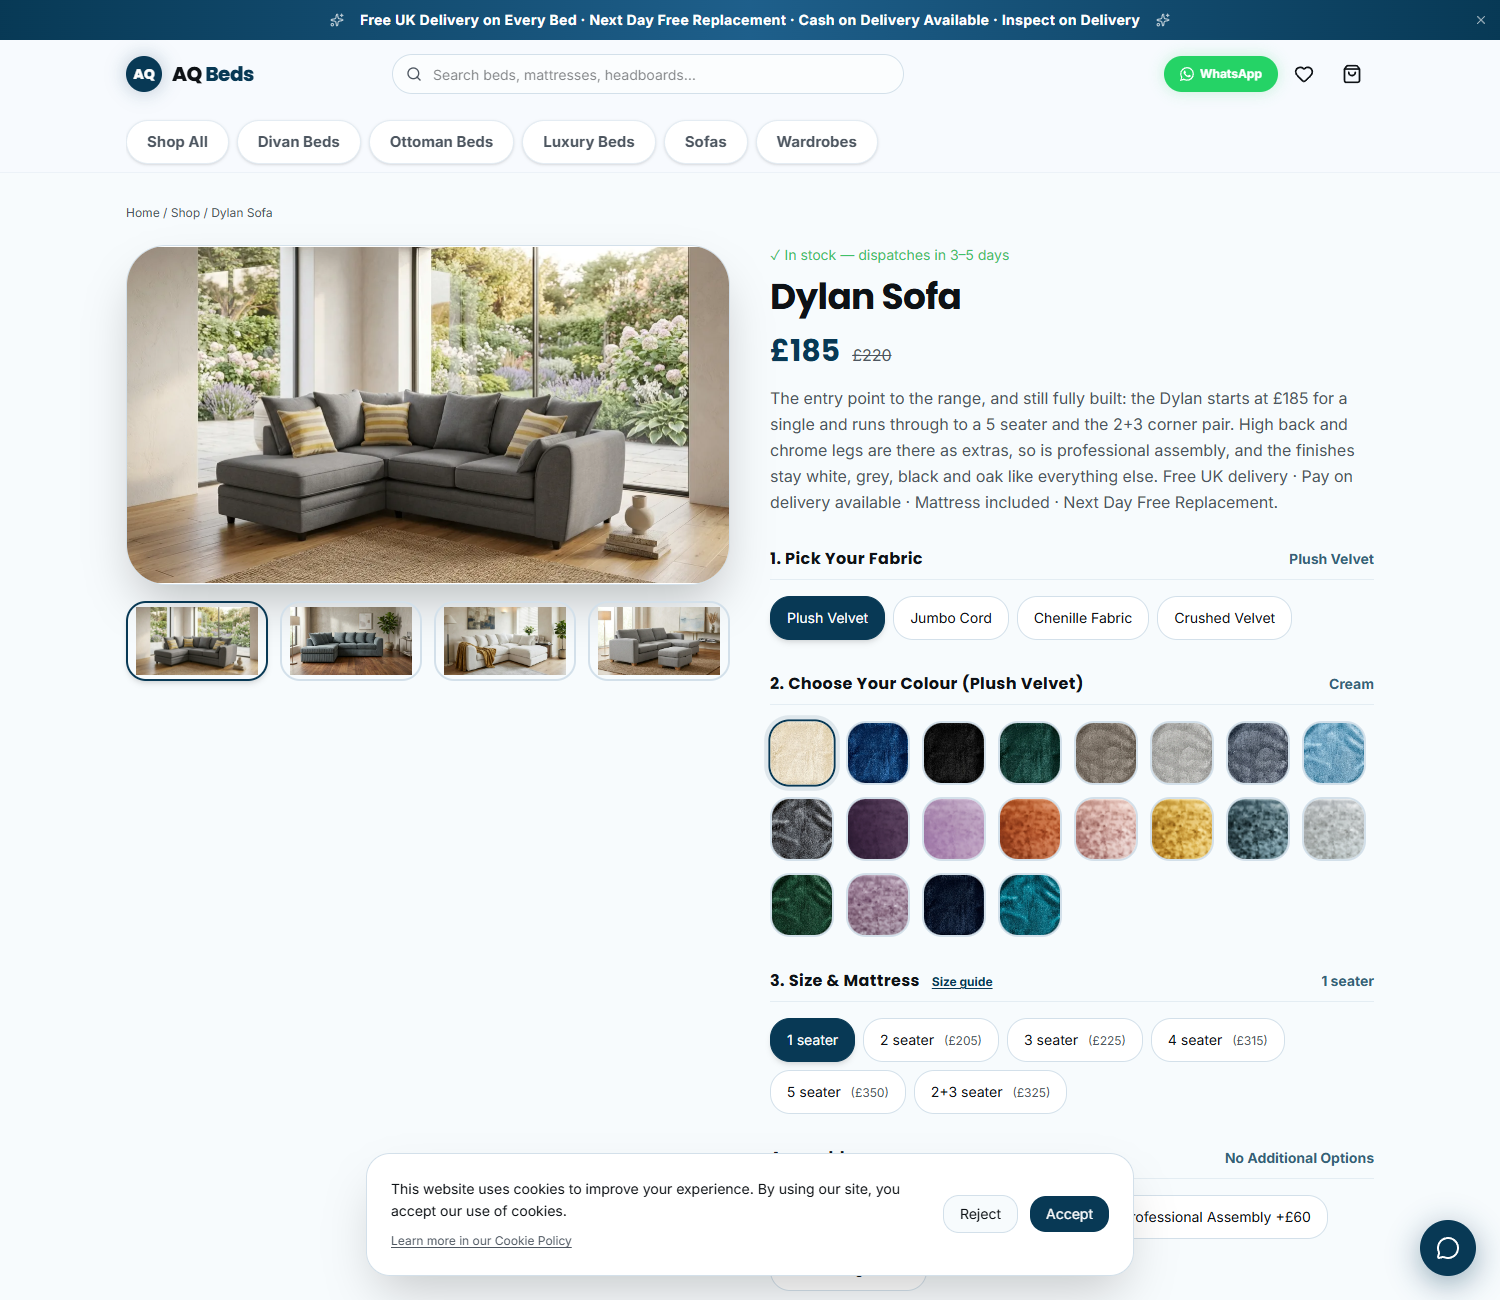 Free UK Delivery on Every Bed · Next Day Free Replacement · Cash on Delivery Available · Inspect on Delivery
AQ AQ Beds
Search beds, mattresses, headboards...
WhatsApp
Shop All Divan Beds Ottoman Beds Luxury Beds Sofas Wardrobes
Home / Shop / Dylan Sofa
✓ In stock — dispatches in 3–5 days
Dylan Sofa
£185 £220
The entry point to the range, and still fully built: the Dylan starts at £185 for a
single and runs through to a 5 seater and the 2+3 corner pair. High back and
chrome legs are there as extras, so is professional assembly, and the finishes
stay white, grey, black and oak like everything else. Free UK delivery · Pay on
delivery available · Mattress included · Next Day Free Replacement.
1. Pick Your Fabric Plush Velvet
Plush Velvet Jumbo Cord Chenille Fabric Crushed Velvet
2. Choose Your Colour (Plush Velvet) Cream
3. Size & Mattress Size guide 1 seater
1 seater 2 seater (£205) 3 seater (£225) 4 seater (£315)
5 seater (£350) 2+3 seater (£325)
No Additional Options
ofessional Assembly +£60
This website uses cookies to improve your experience. By using our site, you
accept our use of cookies.
Learn more in our Cookie Policy
Reject Accept